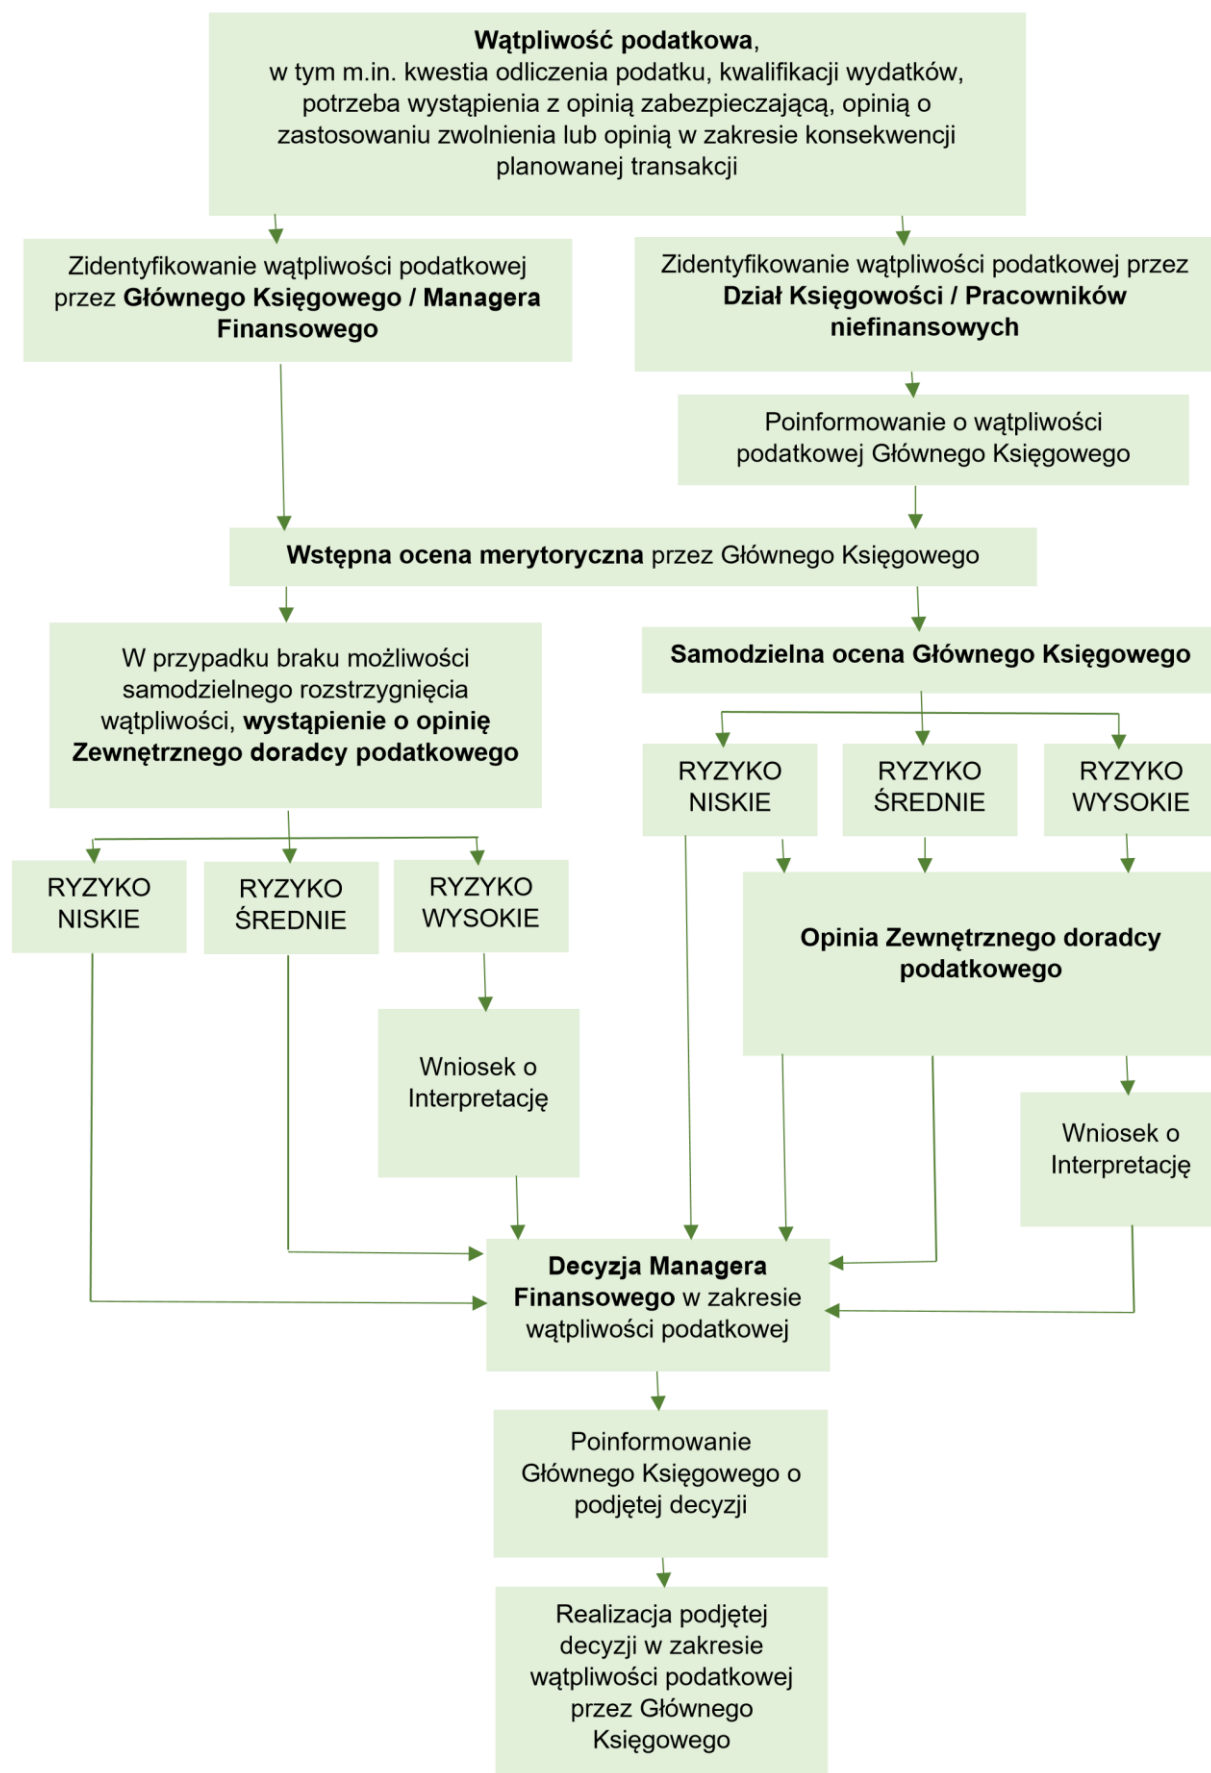 Wątpliwość podatkowa,
w tym m.in. kwestia odliczenia podatku, kwalifikacji wydatków,
potrzeba wystąpienia z opinią zabezpieczającą, opinią o
zastosowaniu zwolnienia lub opinią w zakresie konsekwencji
planowanej transakcji
Zidentyfikowanie wątpliwości podatkowej
przez Głównego Księgowego / Managera
Finansowego
Zidentyfikowanie wątpliwości podatkowej przez
Dział Księgowości / Pracowników
niefinansowych
Poinformowanie o wątpliwości
podatkowej Głównego Księgowego
Wstępna ocena merytoryczna przez Głównego Księgowego
W przypadku braku możliwości
samodzielnego rozstrzygnięcia
wątpliwości, wystąpienie o opinię
Zewnętrznego doradcy podatkowego
Samodzielna ocena Głównego Księgowego
RYZYKO
NISKIE
RYZYKO
ŚREDNIE
RYZYKO
WYSOKIE
RYZYKO
NISKIE
RYZYKO
ŚREDNIE
RYZYKO
WYSOKIE
Opinia Zewnętrznego doradcy
podatkowego
Wniosek o
Interpretację
Wniosek o
Interpretację
Decyzja Managera
Finansowego w zakresie
wątpliwości podatkowej
Poinformowanie
Głównego Księgowego o
podjętej decyzji
Realizacja podjętej
decyzji w zakresie
wątpliwości podatkowej
przez Głównego
Księgowego